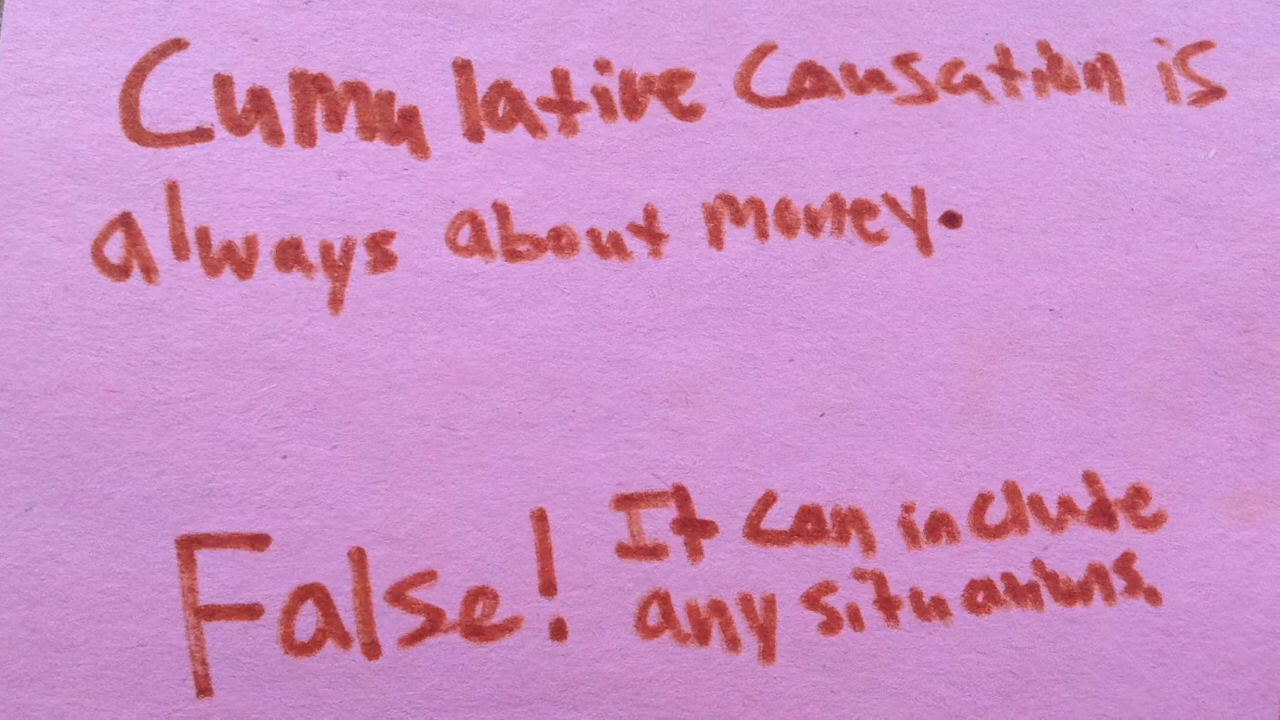 Cumulative Causation is
always about money.
False! It can include
any situations.